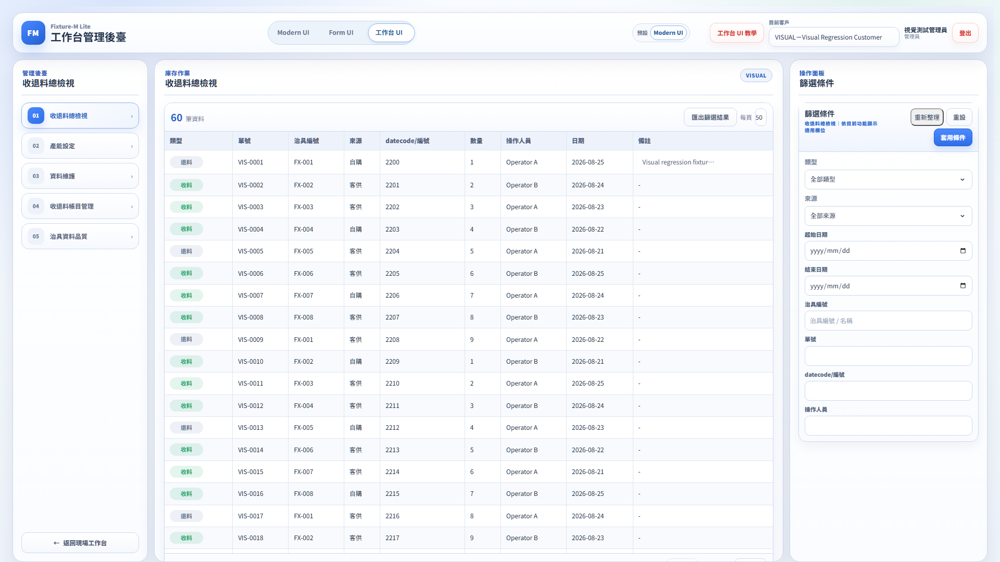 FM
Fixture-M Lite
工作台管理後臺
Modern UI
Form UI
工作台 UI
預設
Modern UI
工作台 UI 教學
目前客戶
VISUAL－Visual Regression Customer
視覺測試管理員
管理員
登出
管理後臺
收退料總檢視
01 收退料總檢視 ›
02 產能設定 ›
03 資料維護 ›
04 收退料帳目管理 ›
05 治具資料品質 ›
← 返回現場工作台
庫存作業
收退料總檢視
VISUAL
60 筆資料
匯出篩選結果
每頁
50
類型 單號 治具編號 來源 datecode/編號 數量 操作人員 日期 備註
退料 VIS-0001 FX-001 自購 2200 1 Operator A 2026-08-25 Visual regression fixtur…
收料 VIS-0002 FX-002 客供 2201 2 Operator B 2026-08-24 -
收料 VIS-0003 FX-003 客供 2202 3 Operator A 2026-08-23 -
收料 VIS-0004 FX-004 自購 2203 4 Operator B 2026-08-22 -
退料 VIS-0005 FX-005 客供 2204 5 Operator A 2026-08-21 -
收料 VIS-0006 FX-006 客供 2205 6 Operator B 2026-08-25 -
收料 VIS-0007 FX-007 自購 2206 7 Operator A 2026-08-24 -
收料 VIS-0008 FX-008 客供 2207 8 Operator B 2026-08-23 -
退料 VIS-0009 FX-001 客供 2208 9 Operator A 2026-08-22 -
收料 VIS-0010 FX-002 自購 2209 1 Operator B 2026-08-21 -
收料 VIS-0011 FX-003 客供 2210 2 Operator A 2026-08-25 -
收料 VIS-0012 FX-004 客供 2211 3 Operator B 2026-08-24 -
退料 VIS-0013 FX-005 自購 2212 4 Operator A 2026-08-23 -
收料 VIS-0014 FX-006 客供 2213 5 Operator B 2026-08-22 -
收料 VIS-0015 FX-007 客供 2214 6 Operator A 2026-08-21 -
收料 VIS-0016 FX-008 自購 2215 7 Operator B 2026-08-25 -
退料 VIS-0017 FX-001 客供 2216 8 Operator A 2026-08-24 -
收料 VIS-0018 FX-002 客供 2217 9 Operator B 2026-08-23 -
操作面板
篩選條件
篩選條件
收退料總檢視｜依目前功能顯示
適用欄位
重新整理
重設
套用條件
類型
全部類型
來源
全部來源
起始日期
yyyy/mm/dd
結束日期
yyyy/mm/dd
治具編號
治具編號 / 名稱
單號
datecode/編號
操作人員